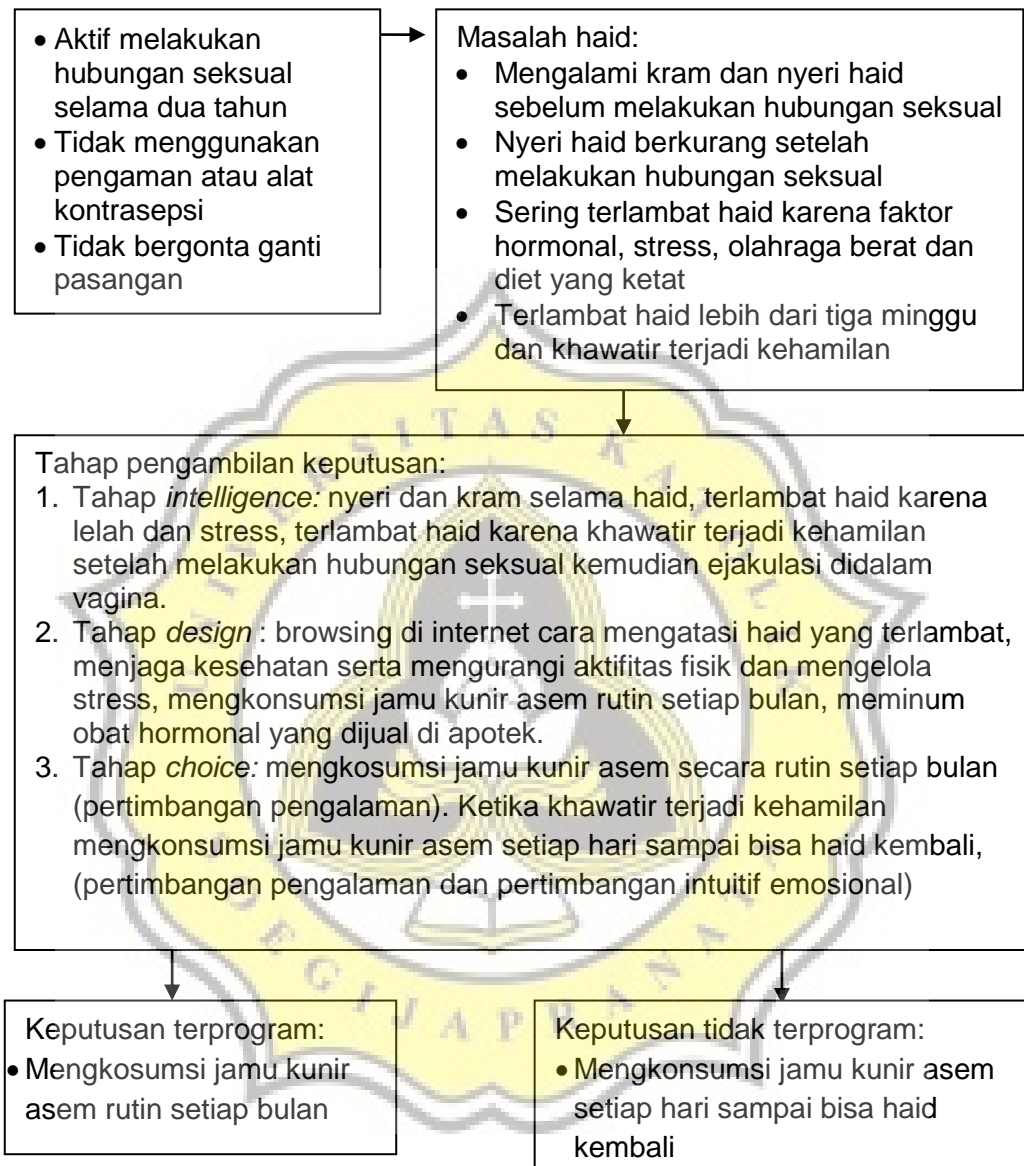 • Aktif melakukan
hubungan seksual
selama dua tahun
• Tidak menggunakan
pengaman atau alat
kontrasepsi
• Tidak bergonta ganti
pasangan
Masalah haid:
• Mengalami kram dan nyeri haid
sebelum melakukan hubungan seksual
• Nyeri haid berkurang setelah
melakukan hubungan seksual
• Sering terlambat haid karena faktor
hormonal, stress, olahraga berat dan
diet yang ketat
• Terlambat haid lebih dari tiga minggu
dan khawatir terjadi kehamilan
Tahap pengambilan keputusan:
1. Tahap intelligence: nyeri dan kram selama haid, terlambat haid karena
lelah dan stress, terlambat haid karena khawatir terjadi kehamilan
setelah melakukan hubungan seksual kemudian ejakulasi didalam
vagina.
2. Tahap design : browsing di internet cara mengatasi haid yang terlambat,
menjaga kesehatan serta mengurangi aktifitas fisik dan mengelola
stress, mengkonsumsi jamu kunir asem rutin setiap bulan, meminum
obat hormonal yang dijual di apotek.
3. Tahap choice: mengkosumsi jamu kunir asem secara rutin setiap bulan
(pertimbangan pengalaman). Ketika khawatir terjadi kehamilan
mengkonsumsi jamu kunir asem setiap hari sampai bisa haid kembali,
(pertimbangan pengalaman dan pertimbangan intuitif emosional)
Keputusan terprogram:
• Mengkosumsi jamu kunir
asem rutin setiap bulan
Keputusan tidak terprogram:
• Mengkonsumsi jamu kunir asem
setiap hari sampai bisa haid
kembali
UNIVERSITAS KATOLIK
SOEGIJAPRANATA